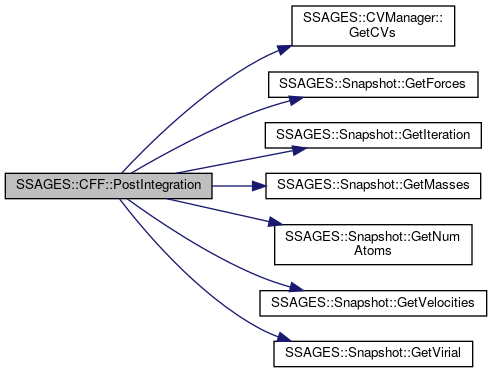 SSAGES::CVManager::
GetCVs
SSAGES::Snapshot::GetForces
SSAGES::Snapshot::GetIteration
SSAGES::CFF::PostIntegration
SSAGES::Snapshot::GetMasses
SSAGES::Snapshot::GetNum
Atoms
SSAGES::Snapshot::GetVelocities
SSAGES::Snapshot::GetVirial